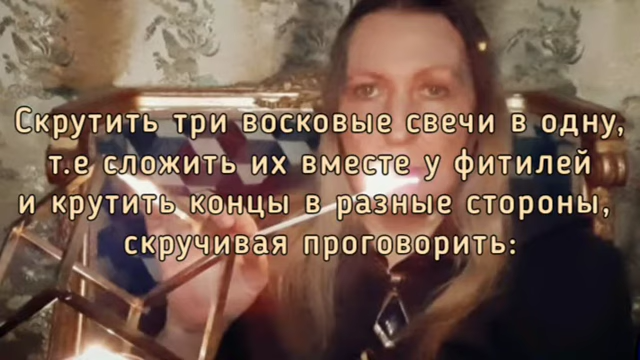 Скрутить три восковые свечи в одну,
т.е сложить их вместе у фитилей
и крутить концы в разные стороны,
скручивая проговорить: